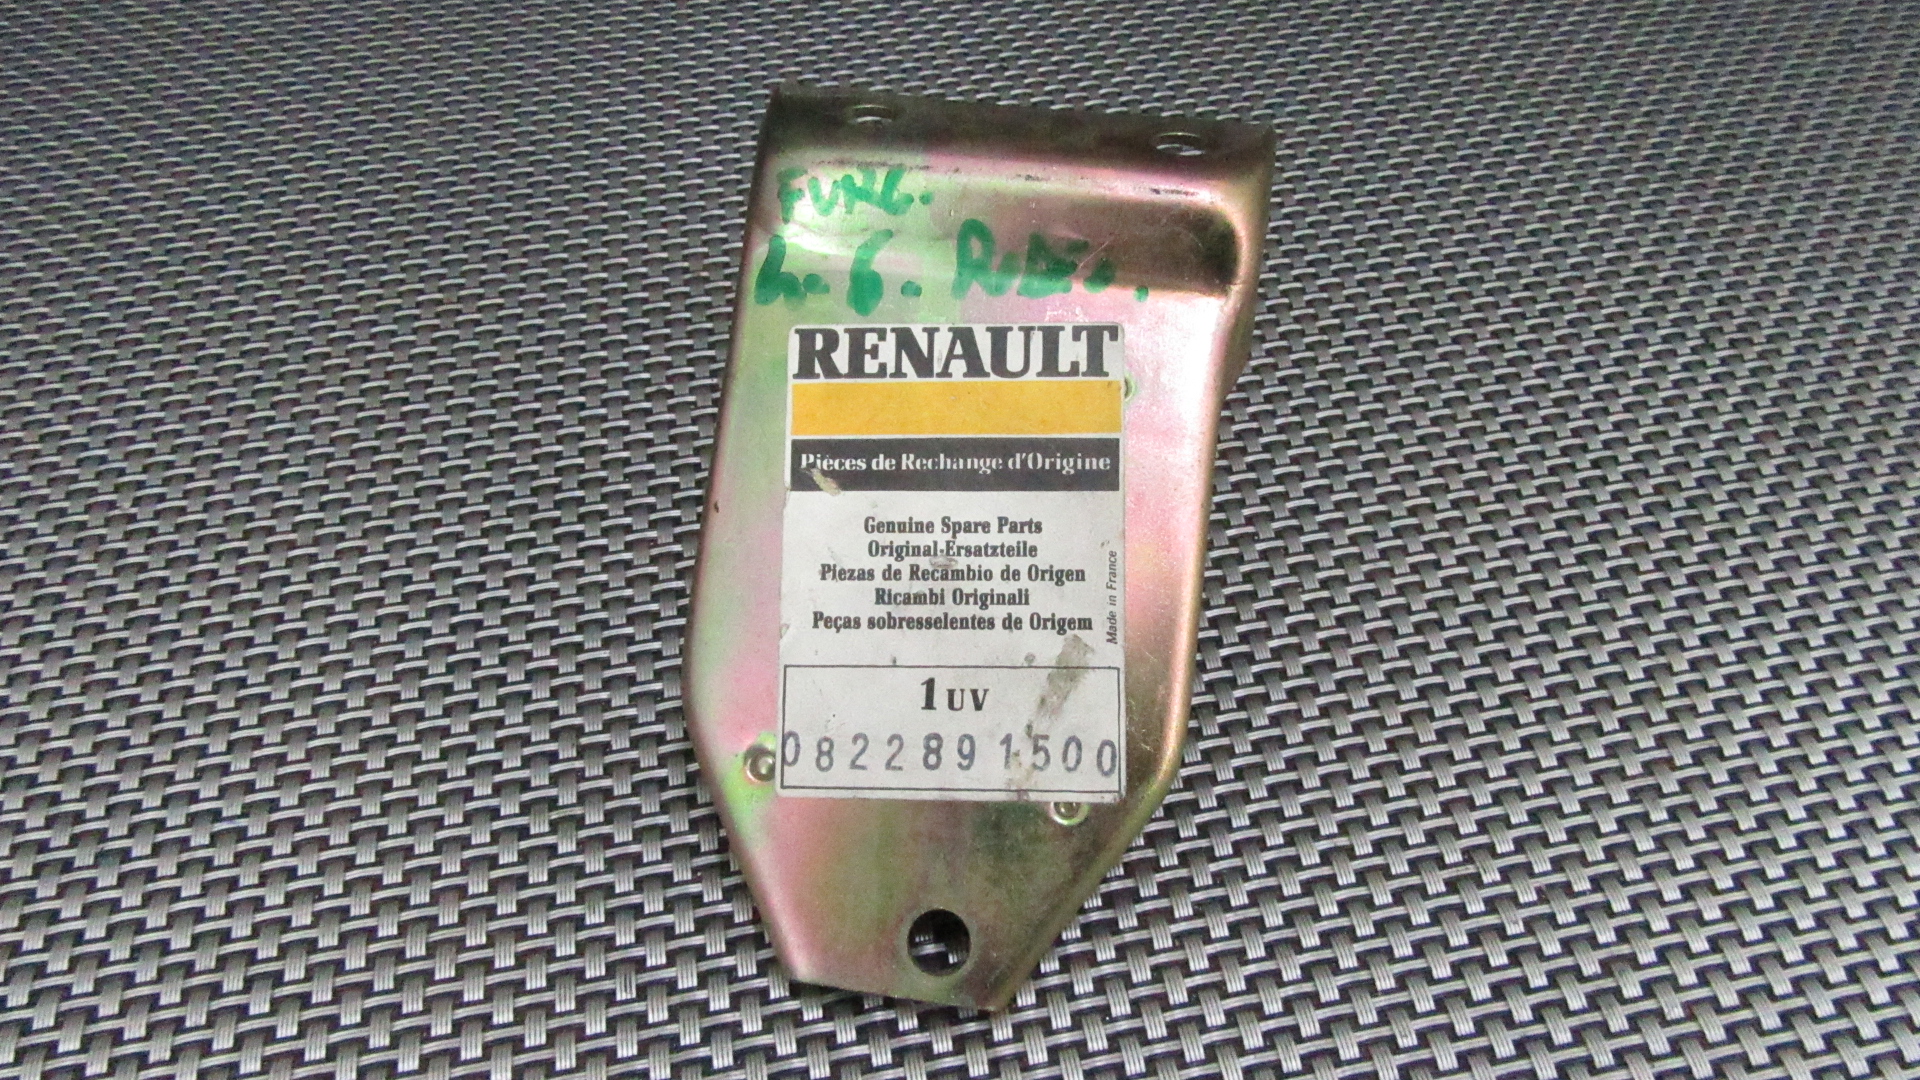 RENAULT
Pièces de Rechange d'Origine
Genuine Spare Parts
Original-Ersatzteile
Piezas de Recambio de Origen
Ricambi Originali
Peças sobresselentes de Origem
Made in France
1 UV
0822891500